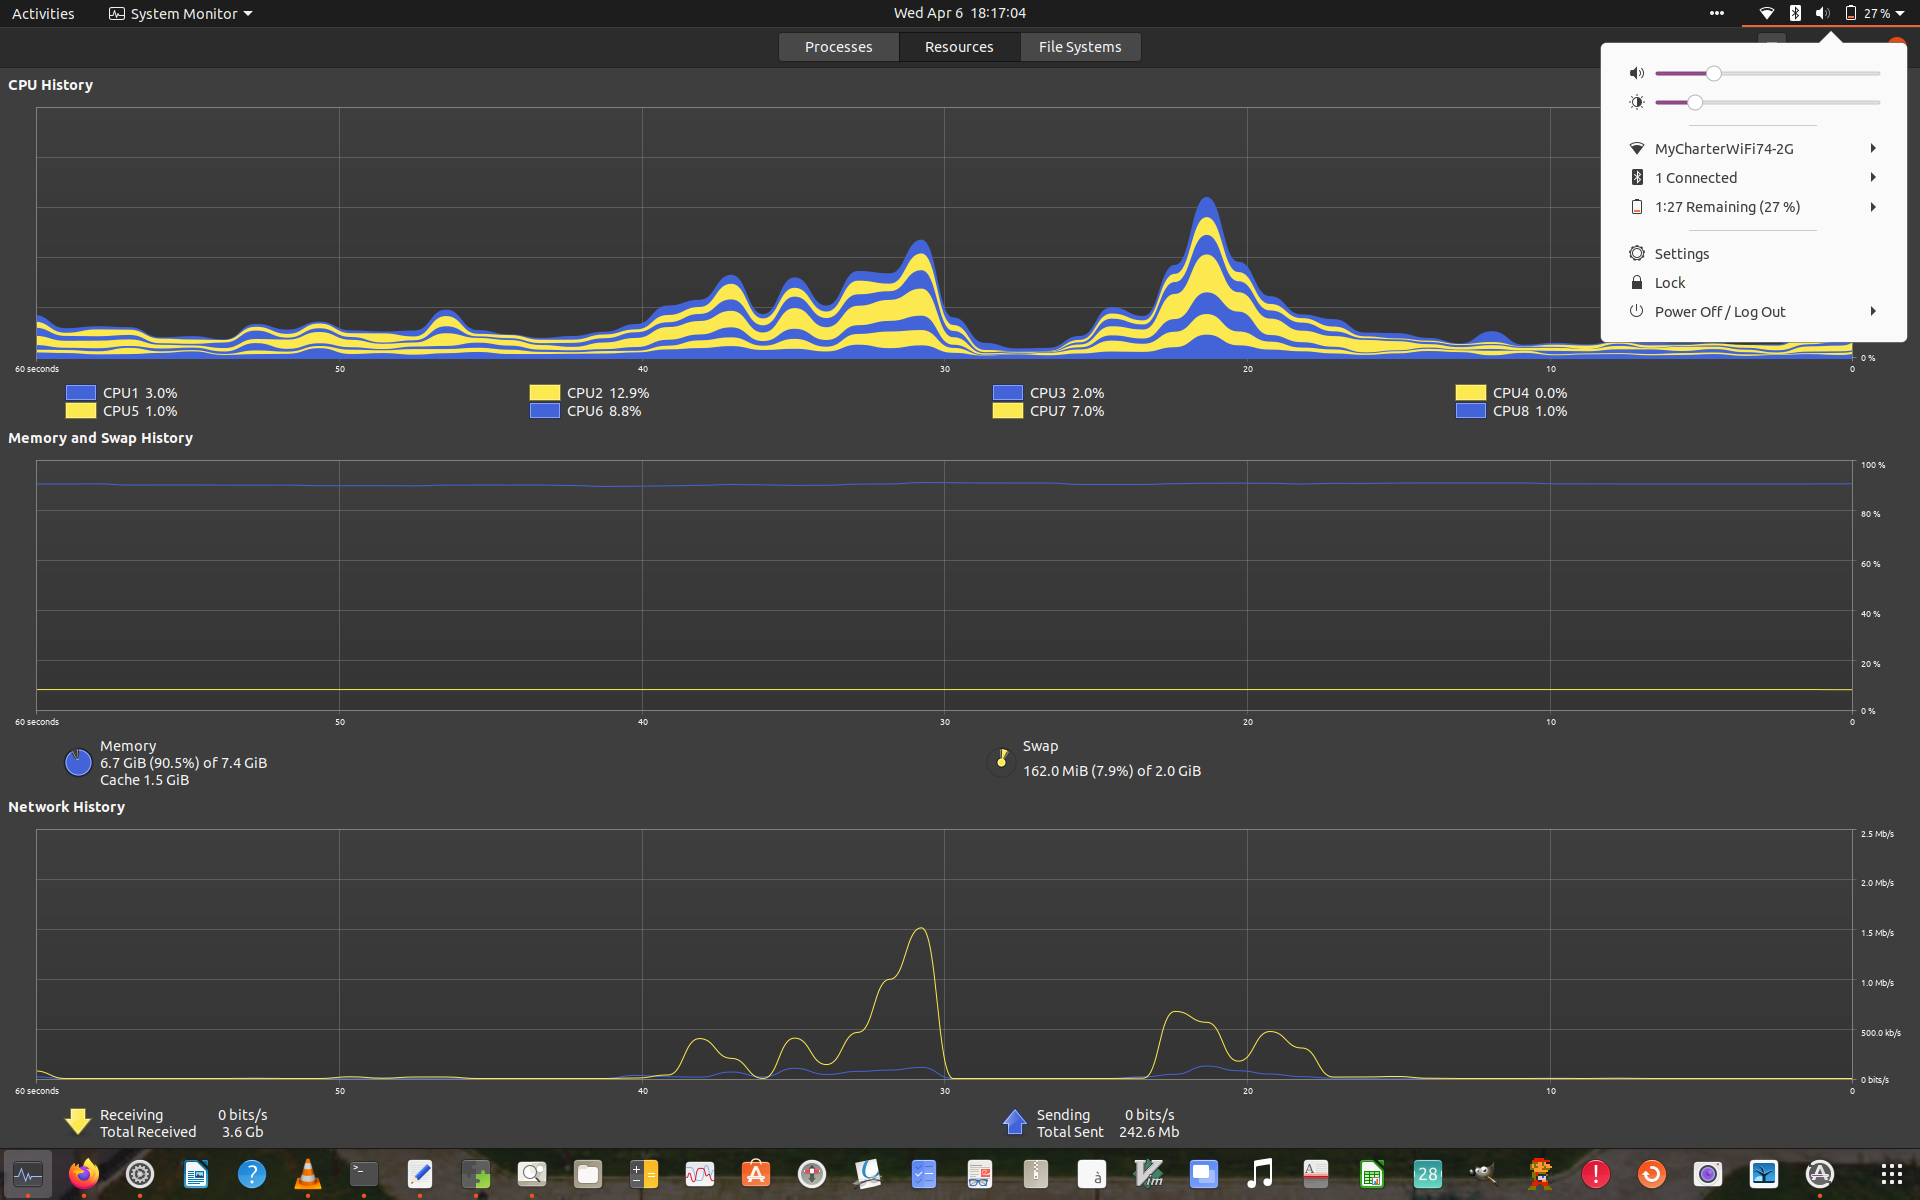 Activities System Monitor Wed Apr 6 18:17:04 27 %
Processes Resources File Systems
CPU History
MyCharterWiFi74-2G
1 Connected
1:27 Remaining (27 %)
Settings
Lock
Power Off / Log Out
0 %
60 seconds 50 40 30 20 10 0
CPU1 3.0% CPU2 12.9% CPU3 2.0% CPU4 0.0%
CPU5 1.0% CPU6 8.8% CPU7 7.0% CPU8 1.0%
Memory and Swap History
100 %
80 %
60 %
40 %
20 %
0 %
60 seconds 50 40 30 20 10 0
Memory
6.7 GiB (90.5%) of 7.4 GiB
Cache 1.5 GiB
Swap
162.0 MiB (7.9%) of 2.0 GiB
Network History
2.5 Mb/s
2.0 Mb/s
1.5 Mb/s
1.0 Mb/s
500.0 kb/s
0 bits/s
60 seconds 50 40 30 20 10 0
Receiving 0 bits/s
Total Received 3.6 Gb
Sending 0 bits/s
Total Sent 242.6 Mb
>_ ? A à Vim A 28 !